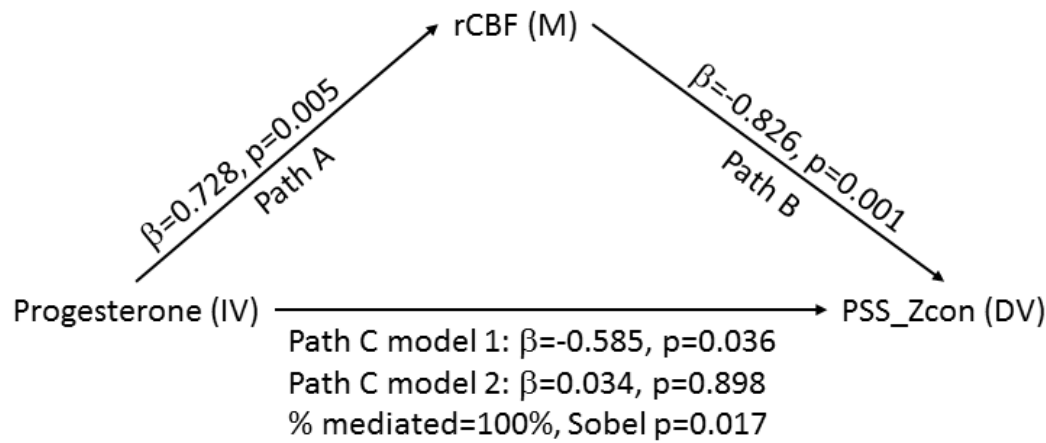 rCBF (M)
β=0.728, p=0.005
Path A
β=-0.826, p=0.001
Path B
Progesterone (IV)
PSS_Zcon (DV)
Path C model 1: β=-0.585, p=0.036
Path C model 2: β=0.034, p=0.898
% mediated=100%, Sobel p=0.017